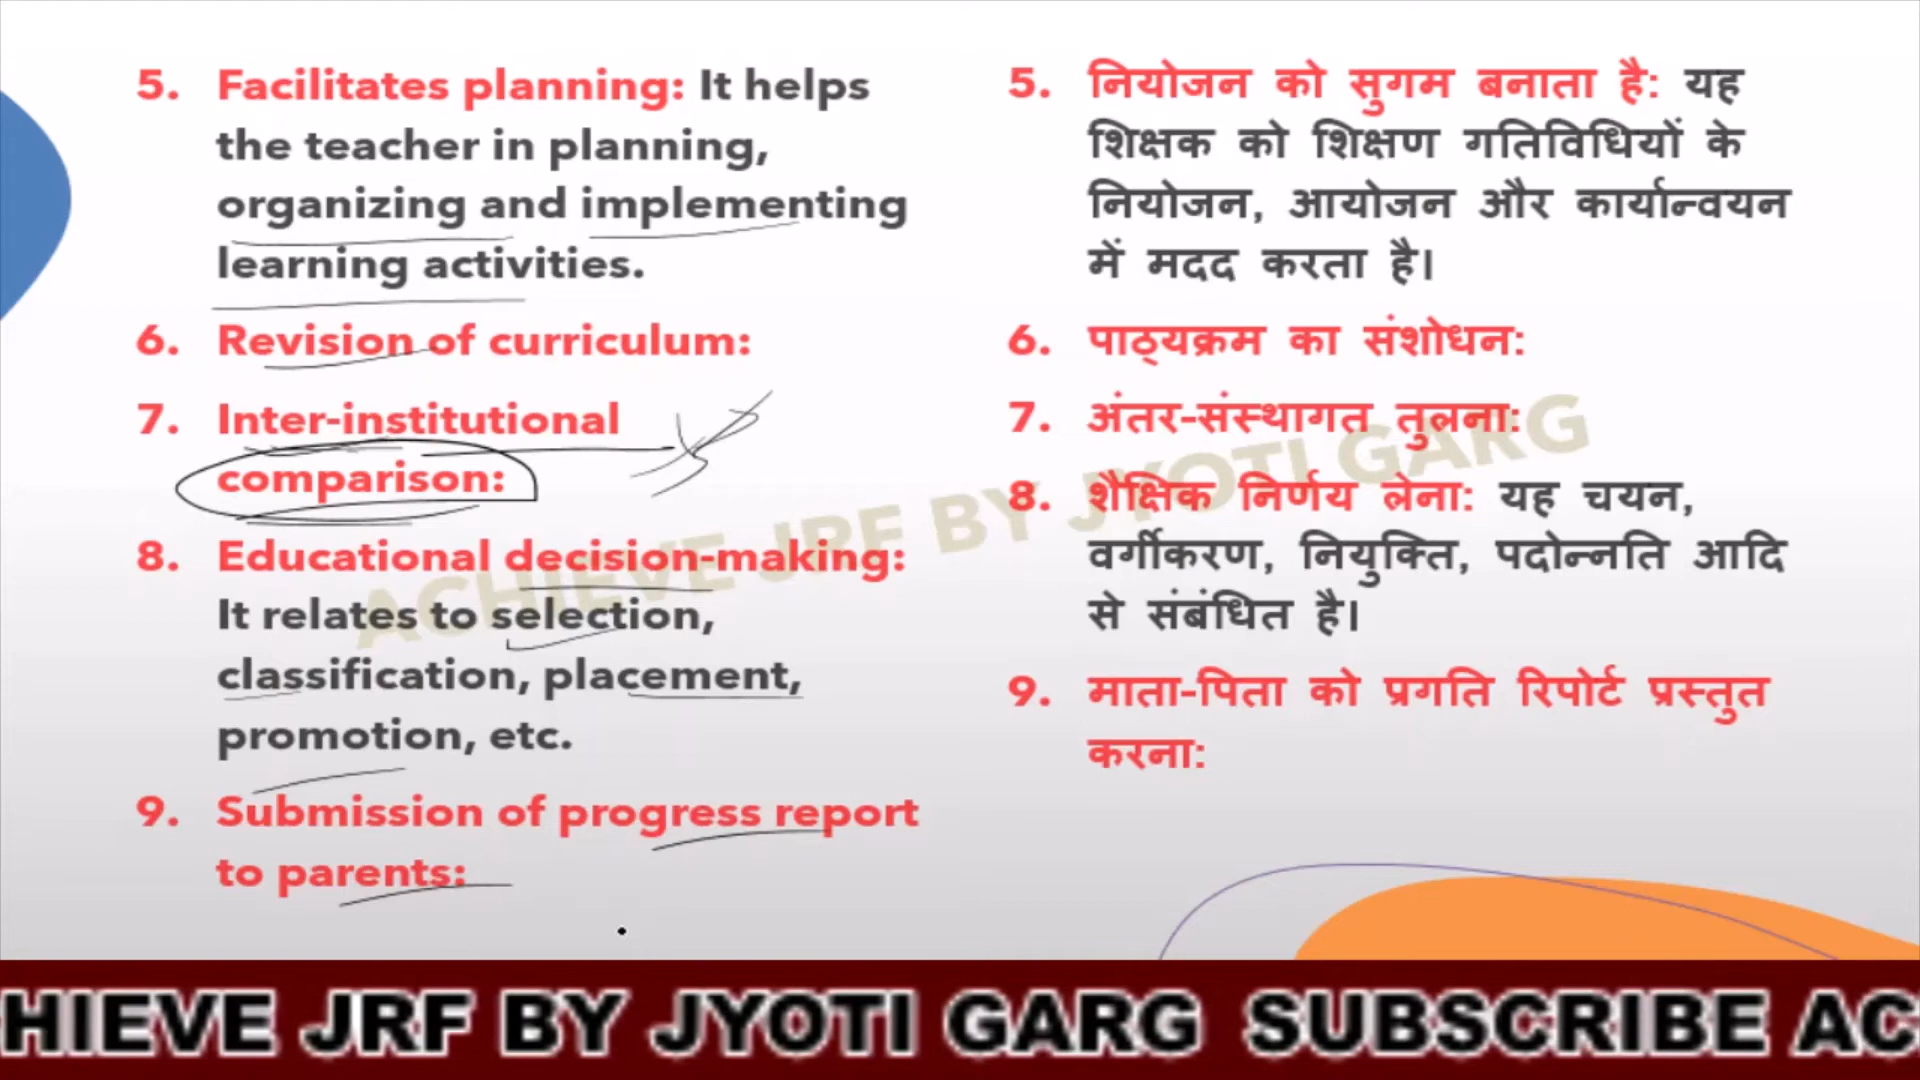 5. Facilitates planning: It helps
the teacher in planning,
organizing and implementing
learning activities.
6. Revision of curriculum:
7. Inter-institutional
comparison:
8. Educational decision-making:
It relates to selection,
classification, placement,
promotion, etc.
9. Submission of progress report
to parents:
5. नियोजन को सुगम बनाता है: यह
शिक्षक को शिक्षण गतिविधियों के
नियोजन, आयोजन और कार्यान्वयन
में मदद करता है।
6. पाठ्यक्रम का संशोधन:
7. अंतर-संस्थागत तुलना:
8. शैक्षिक निर्णय लेना: यह चयन,
वर्गीकरण, नियुक्ति, पदोन्नति आदि
से संबंधित है।
9. माता-पिता को प्रगति रिपोर्ट प्रस्तुत
करना:
ACHIEVE JRF BY JYOTI GARG
HIEVE JRF BY JYOTI GARG SUBSCRIBE AC